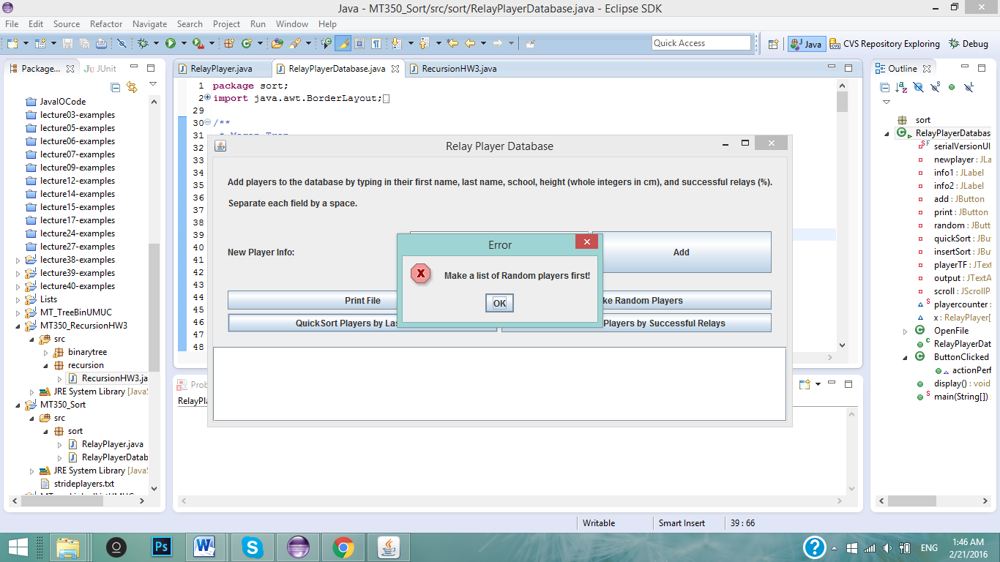 Java - MT350_Sort/src/sort/RelayPlayerDatabase.java - Eclipse SDK
File Edit Source Refactor Navigate Search Project Run Window Help
Quick Access
Java
CVS Repository Exploring
Debug
Package...
JUnit
JavaIOCode
lecture03-examples
lecture05-examples
lecture06-examples
lecture07-examples
lecture09-examples
lecture12-examples
lecture14-examples
lecture15-examples
lecture17-examples
lecture24-examples
lecture27-examples
lecture38-examples
lecture39-examples
lecture40-examples
Lists
MT_TreeBinUMUC
MT350_RecursionHW3
src
binarytree
recursion
RecursionHW3.ja
JRE System Library [JavaS
MT350_Sort
src
sort
RelayPlayer.java
RelayPlayerDatab
JRE System Library [JavaS
strideplayers.txt
RelayPlayer.java
RelayPlayerDatabase.java
RecursionHW3.java
1 package sort;
2 import java.awt.BorderLayout;
29
30 /**
31
32
33
34
35
36
37
38
39
40
41
42
43
44
45
46
47
48
Relay Player Database
Add players to the database by typing in their first name, last name, school, height (whole integers in cm), and successful relays (%).
Separate each field by a space.
New Player Info:
Add
Print File
ke Random Players
QuickSort Players by Las
Players by Successful Relays
Error
Make a list of Random players first!
OK
Prob
RelayPla
Outline
sort
RelayPlayerDatabase
serialVersionUI
newplayer : JLa
info1 : JLabel
info2 : JLabel
add : JButton
print : JButton
random : JButt
quickSort : JBu
insertSort : JBu
playerTF : JText
output : JTextA
scroll : JScrollP
playercounter :
x : RelayPlayer[
OpenFile
RelayPlayerDat
ButtonClicked
actionPerf
display() : void
main(String[])
Writable
Smart Insert
39 : 66
Ps
W
S
?
ENG
1:46 AM
2/21/2016